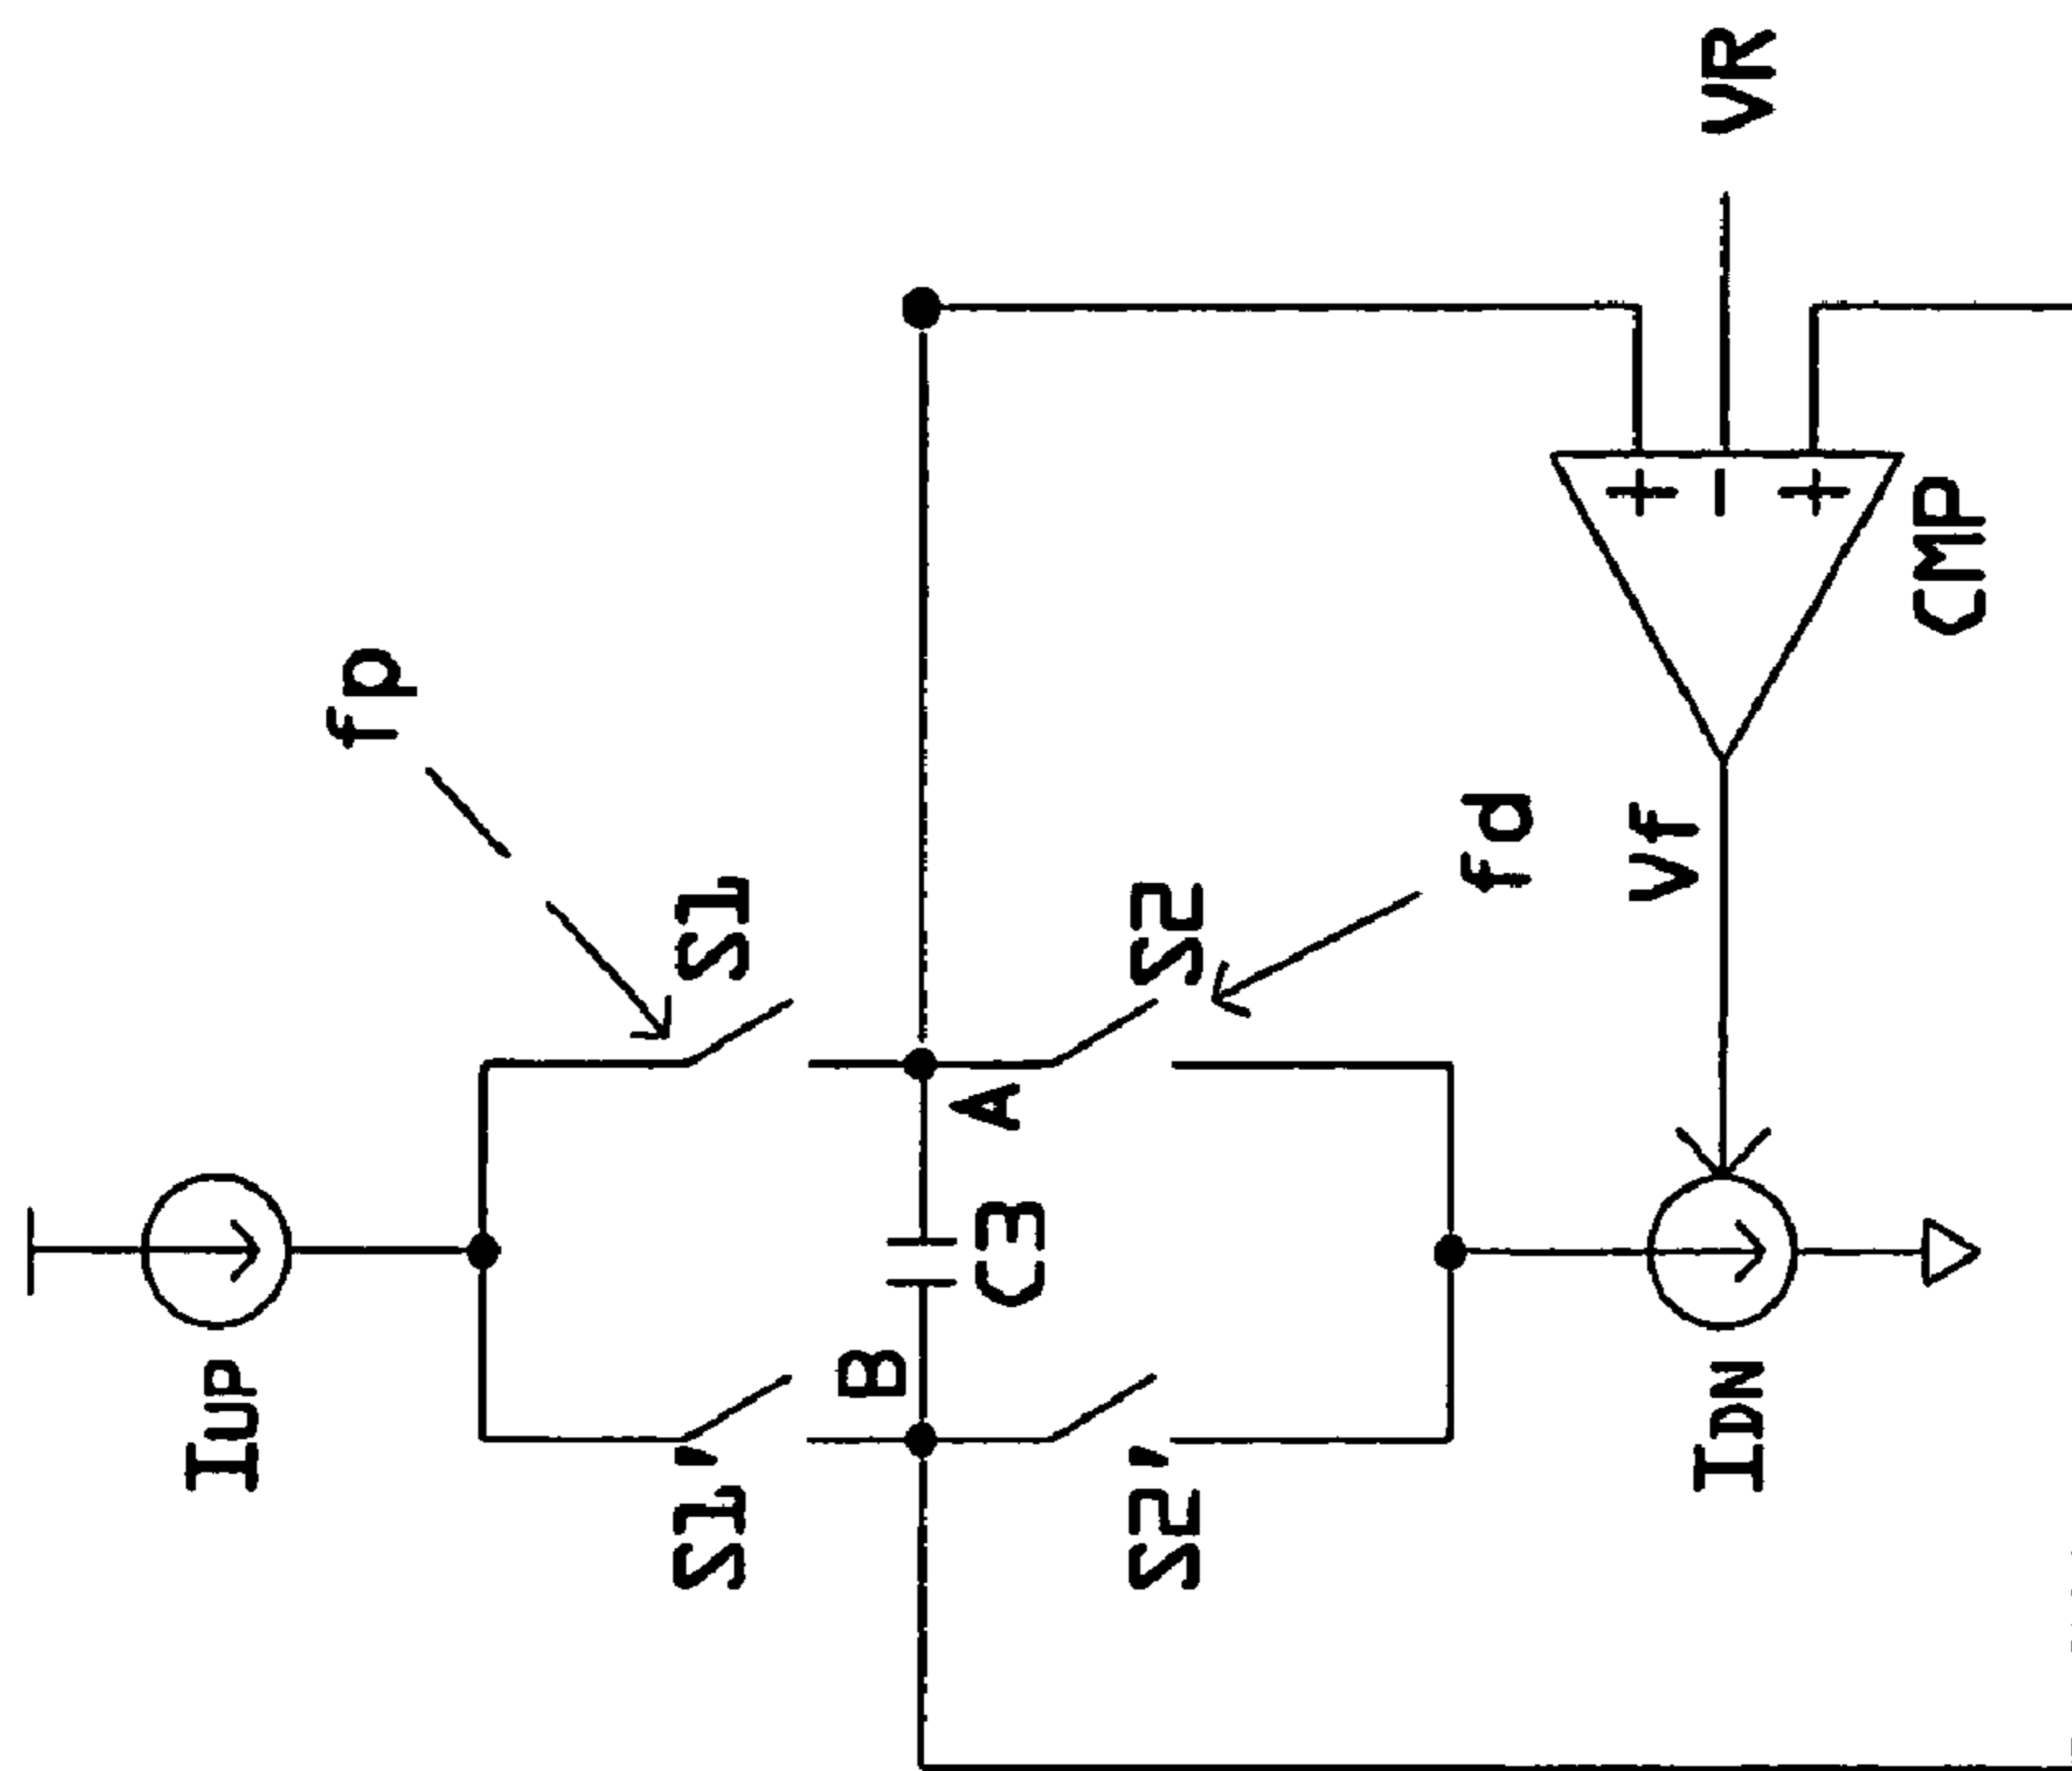 IUP
S1'
S1
fp
B
A
C3
S2'
S2
fd
IDN
Vf
+
−
+
CMP
VR